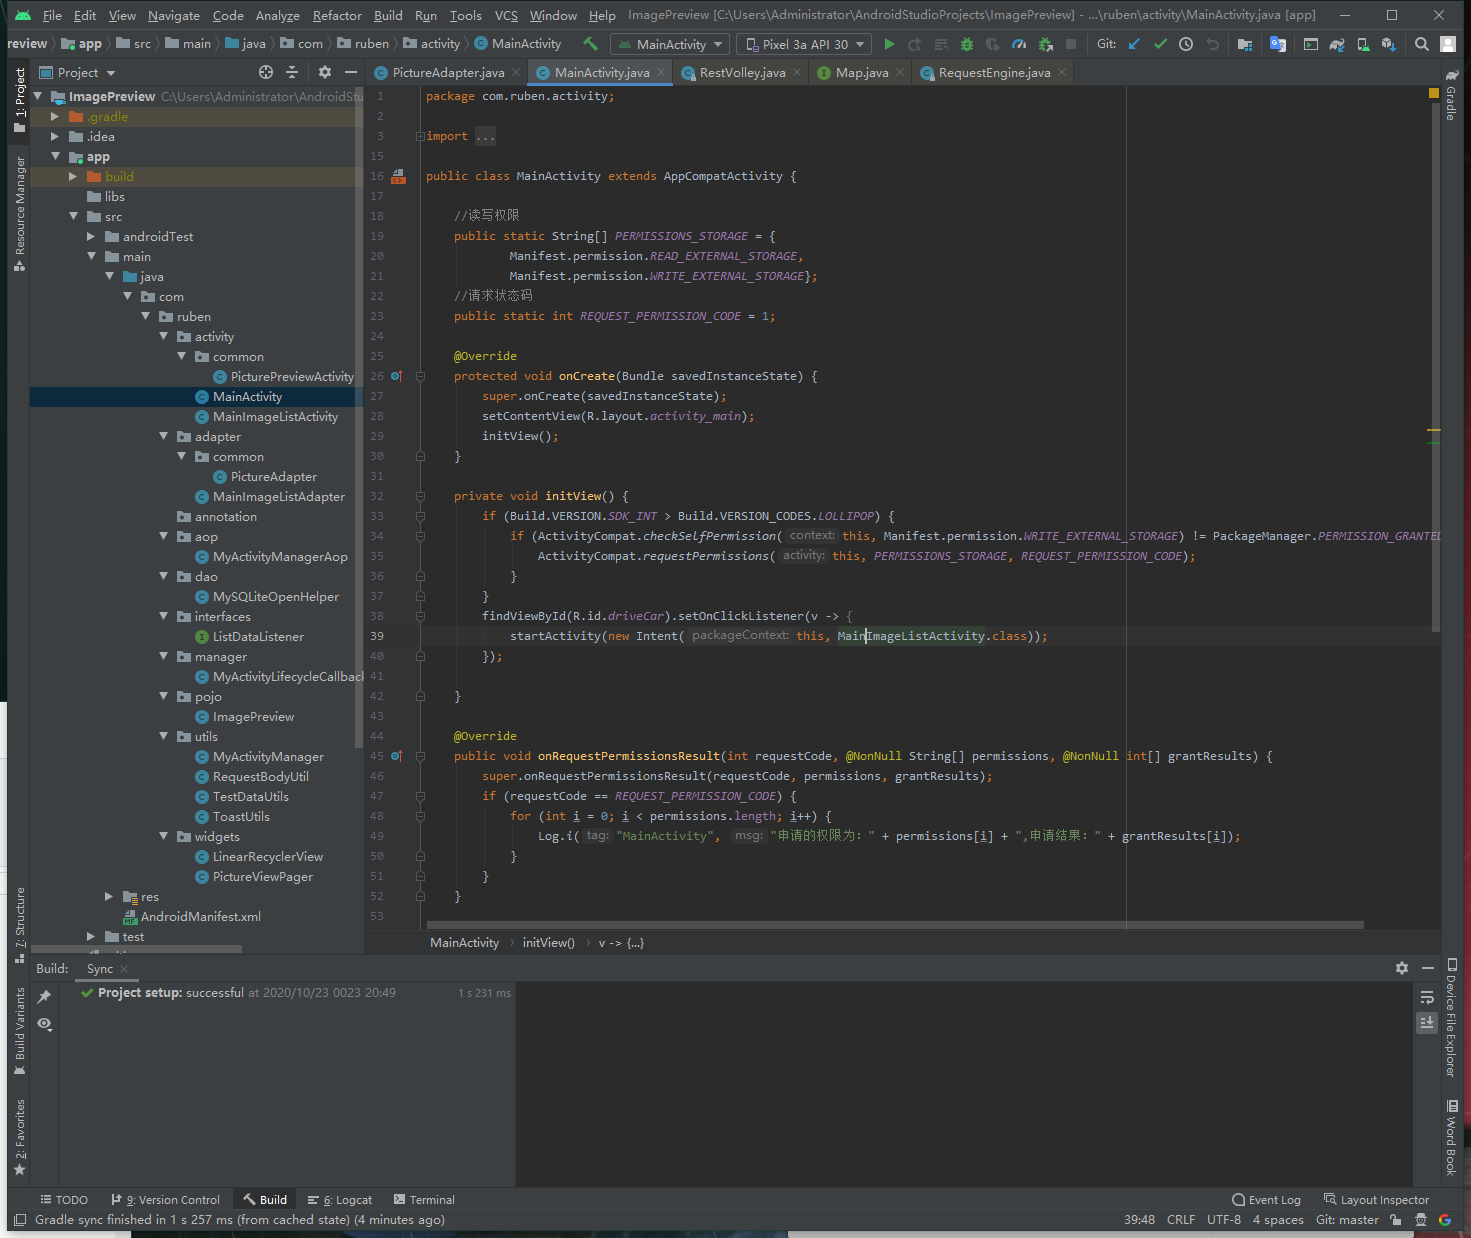 File Edit View Navigate Code Analyze Refactor Build Run Tools VCS Window Help ImagePreview [C:\Users\Administrator\AndroidStudioProjects\ImagePreview] - ...\ruben\activity\MainActivity.java [app]
review app src main java com ruben activity MainActivity MainActivity Pixel 3a API 30 Git:
Project
PictureAdapter.java MainActivity.java RestVolley.java Map.java RequestEngine.java
1: Project
Resource Manager
7: Structure
Build Variants
2: Favorites
ImagePreview C:\Users\Administrator\AndroidStu
.gradle
.idea
app
build
libs
src
androidTest
main
java
com
ruben
activity
common
PicturePreviewActivity
MainActivity
MainImageListActivity
adapter
common
PictureAdapter
MainImageListAdapter
annotation
aop
MyActivityManagerAop
dao
MySQLiteOpenHelper
interfaces
ListDataListener
manager
MyActivityLifecycleCallbac
pojo
ImagePreview
utils
MyActivityManager
RequestBodyUtil
TestDataUtils
ToastUtils
widgets
LinearRecyclerView
PictureViewPager
res
AndroidManifest.xml
test
1 package com.ruben.activity;
2
3 import ...
15
16 public class MainActivity extends AppCompatActivity {
17
18 //读写权限
19 public static String[] PERMISSIONS_STORAGE = {
20 Manifest.permission.READ_EXTERNAL_STORAGE,
21 Manifest.permission.WRITE_EXTERNAL_STORAGE};
22 //请求状态码
23 public static int REQUEST_PERMISSION_CODE = 1;
24
25 @Override
26 protected void onCreate(Bundle savedInstanceState) {
27 super.onCreate(savedInstanceState);
28 setContentView(R.layout.activity_main);
29 initView();
30 }
31
32 private void initView() {
33 if (Build.VERSION.SDK_INT > Build.VERSION_CODES.LOLLIPOP) {
34 if (ActivityCompat.checkSelfPermission( context: this, Manifest.permission.WRITE_EXTERNAL_STORAGE) != PackageManager.PERMISSION_GRANTED
35 ActivityCompat.requestPermissions( activity: this, PERMISSIONS_STORAGE, REQUEST_PERMISSION_CODE);
36 }
37 }
38 findViewById(R.id.driveCar).setOnClickListener(v -> {
39 startActivity(new Intent( packageContext: this, MainImageListActivity.class));
40 });
41
42 }
43
44 @Override
45 public void onRequestPermissionsResult(int requestCode, @NonNull String[] permissions, @NonNull int[] grantResults) {
46 super.onRequestPermissionsResult(requestCode, permissions, grantResults);
47 if (requestCode == REQUEST_PERMISSION_CODE) {
48 for (int i = 0; i < permissions.length; i++) {
49 Log.i( tag: "MainActivity", msg: "申请的权限为：" + permissions[i] + ",申请结果：" + grantResults[i]);
50 }
51 }
52 }
53
MainActivity initView() v -> {...}
Gradle
Device File Explorer
Word Book
Build: Sync
Project setup: successful at 2020/10/23 0023 20:49 1 s 231 ms
TODO 9: Version Control Build 6: Logcat Terminal Event Log Layout Inspector
Gradle sync finished in 1 s 257 ms (from cached state) (4 minutes ago) 39:48 CRLF UTF-8 4 spaces Git: master